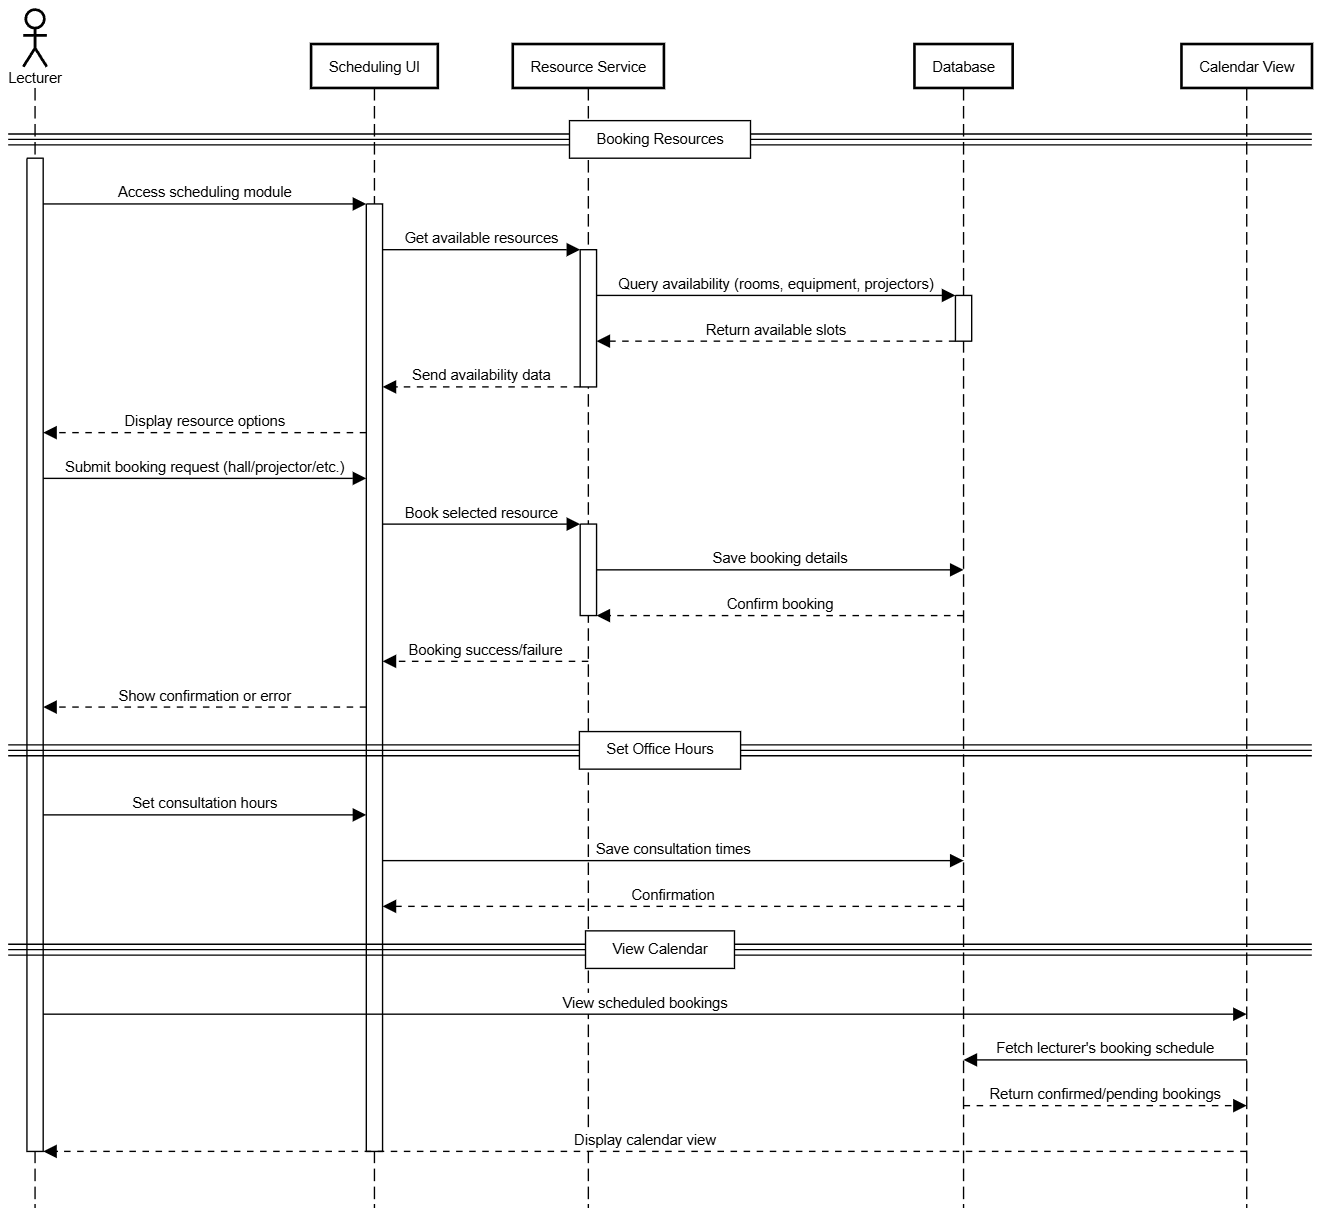 Lecturer
Scheduling UI
Resource Service
Database
Calendar View
Booking Resources
Access scheduling module
Get available resources
Query availability (rooms, equipment, projectors)
Return available slots
Send availability data
Display resource options
Submit booking request (hall/projector/etc.)
Book selected resource
Save booking details
Confirm booking
Booking success/failure
Show confirmation or error
Set Office Hours
Set consultation hours
Save consultation times
Confirmation
View Calendar
View scheduled bookings
Fetch lecturer's booking schedule
Return confirmed/pending bookings
Display calendar view